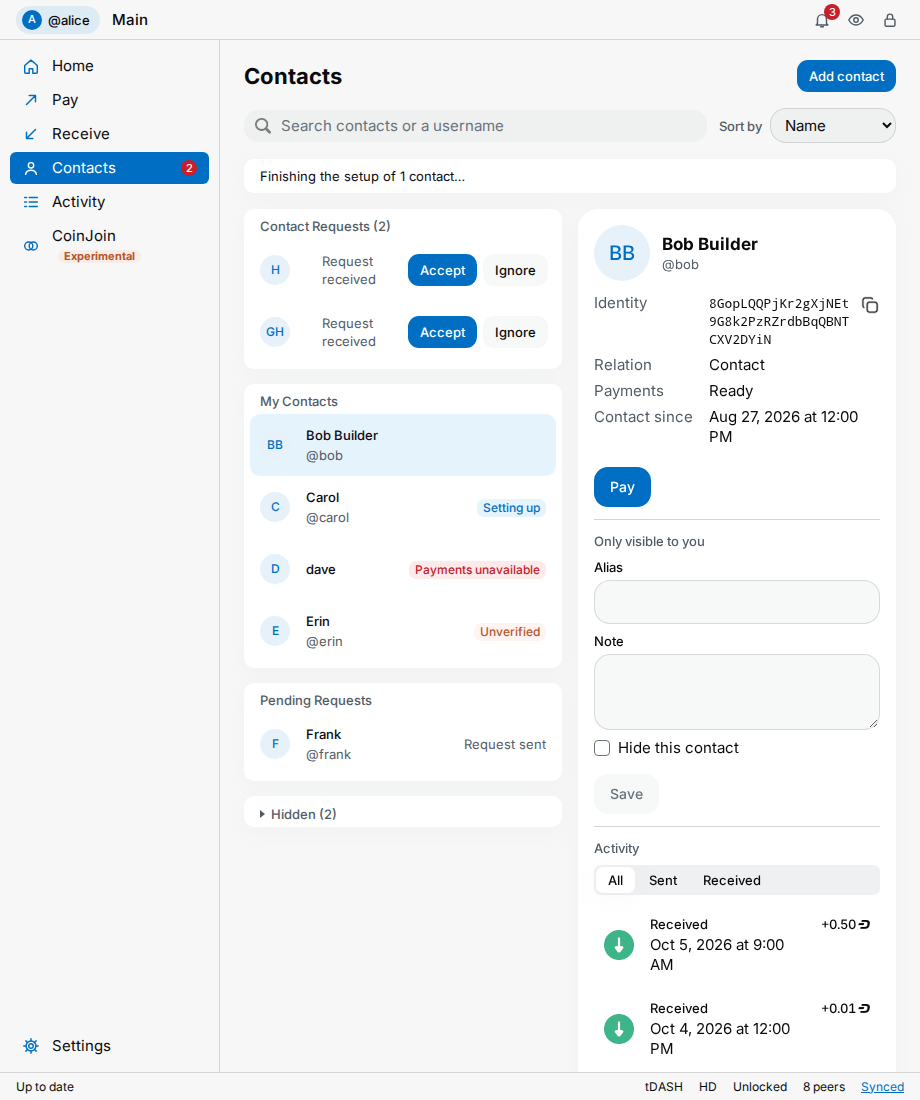 A @alice Main 3
Home
Pay
Receive
Contacts 2
Activity
CoinJoin
Experimental
Settings
Contacts
Add contact
Search contacts or a username
Sort by Name
Finishing the setup of 1 contact...
Contact Requests (2)
H Request received Accept Ignore
GH Request received Accept Ignore
My Contacts
BB Bob Builder
@bob
C Carol
@carol
Setting up
D dave Payments unavailable
E Erin
@erin
Unverified
Pending Requests
F Frank
@frank
Request sent
Hidden (2)
BB Bob Builder
@bob
Identity 8GopLQQPjKr2gXjNEt
9G8k2PzRZrdbBqQBNT
CXV2DYiN
Relation Contact
Payments Ready
Contact since Aug 27, 2026 at 12:00
PM
Pay
Only visible to you
Alias
Note
Hide this contact
Save
Activity
All Sent Received
Received +0.50
Oct 5, 2026 at 9:00
AM
Received +0.01
Oct 4, 2026 at 12:00
PM
Up to date tDASH HD Unlocked 8 peers Synced